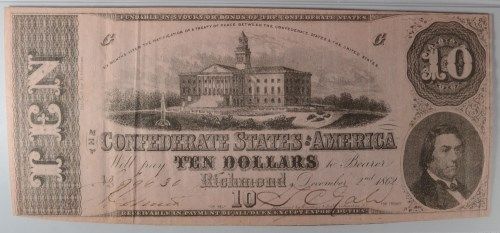 FUNDABLE IN STOCKS OR BONDS OF THE CONFEDERATE STATES
SIX MONTHS AFTER THE RATIFICATION OF A TREATY OF PEACE BETWEEN THE CONFEDERATE STATES & THE UNITED STATES
G G
10
TEN
THE
CONFEDERATE STATES OF AMERICA
Will pay TEN DOLLARS to Bearer
Richmond December 2nd 1862
10
RECEIVABLE IN PAYMENT OF ALL DUES EXCEPT EXPORT DUTIES